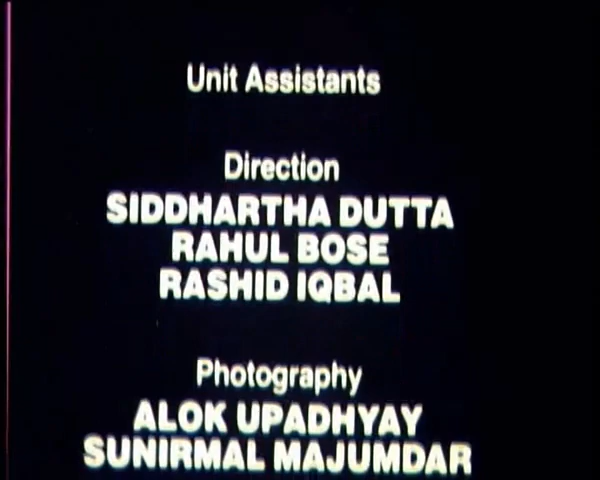 Unit Assistants
Direction
SIDDHARTHA DUTTA
RAHUL BOSE
RASHID IQBAL
Photography
ALOK UPADHYAY
SUNIRMAL MAJUMDAR